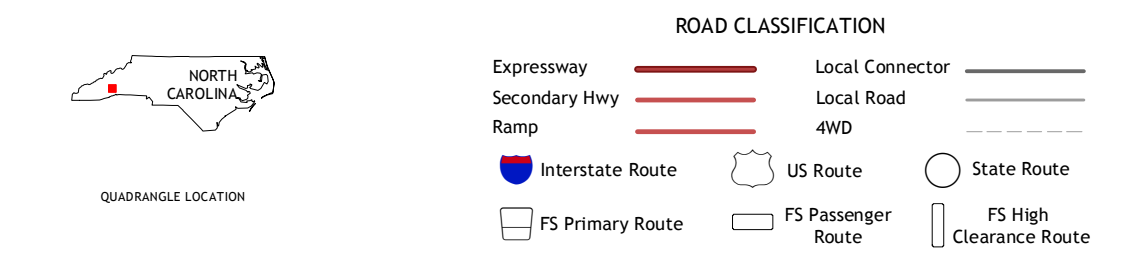 NORTH
CAROLINA
QUADRANGLE LOCATION
ROAD CLASSIFICATION
Expressway
Local Connector
Secondary Hwy
Local Road
Ramp
4WD
Interstate Route
US Route
State Route
FS Primary Route
FS Passenger
Route
FS High
Clearance Route